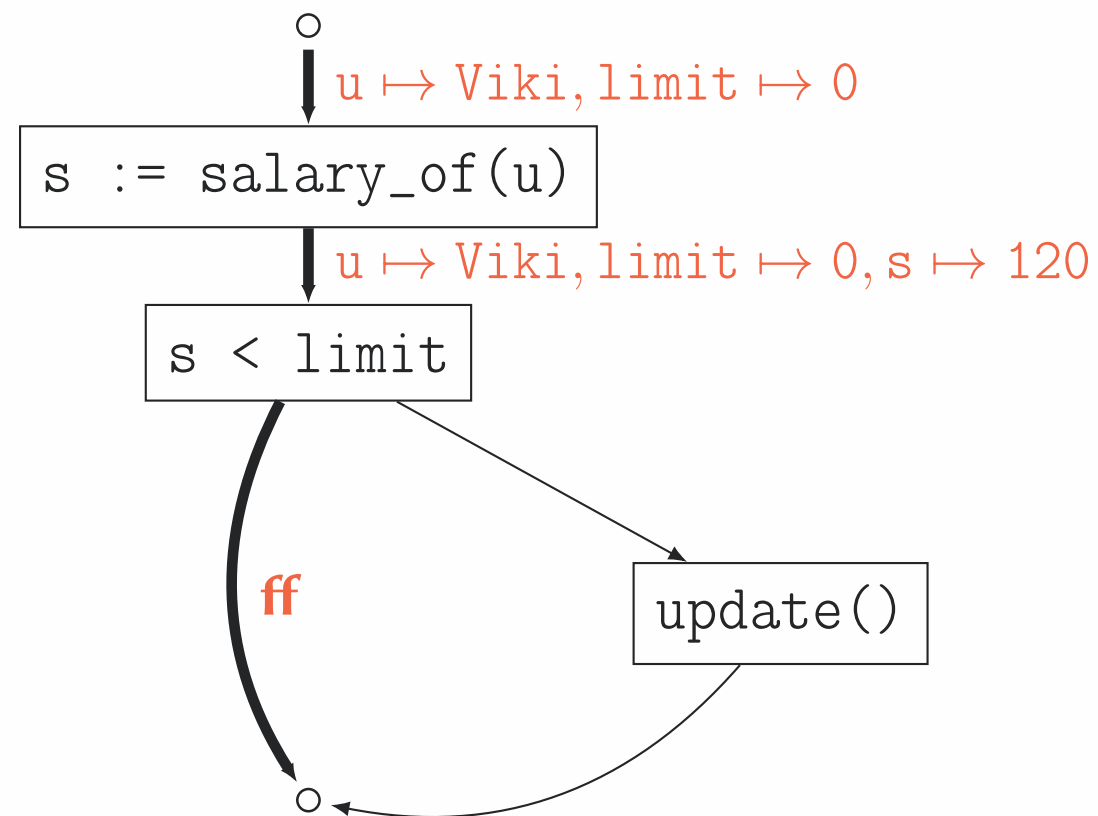 u ↦ Viki, limit ↦ 0
s := salary_of(u)
u ↦ Viki, limit ↦ 0, s ↦ 120
s < limit
ff
update()